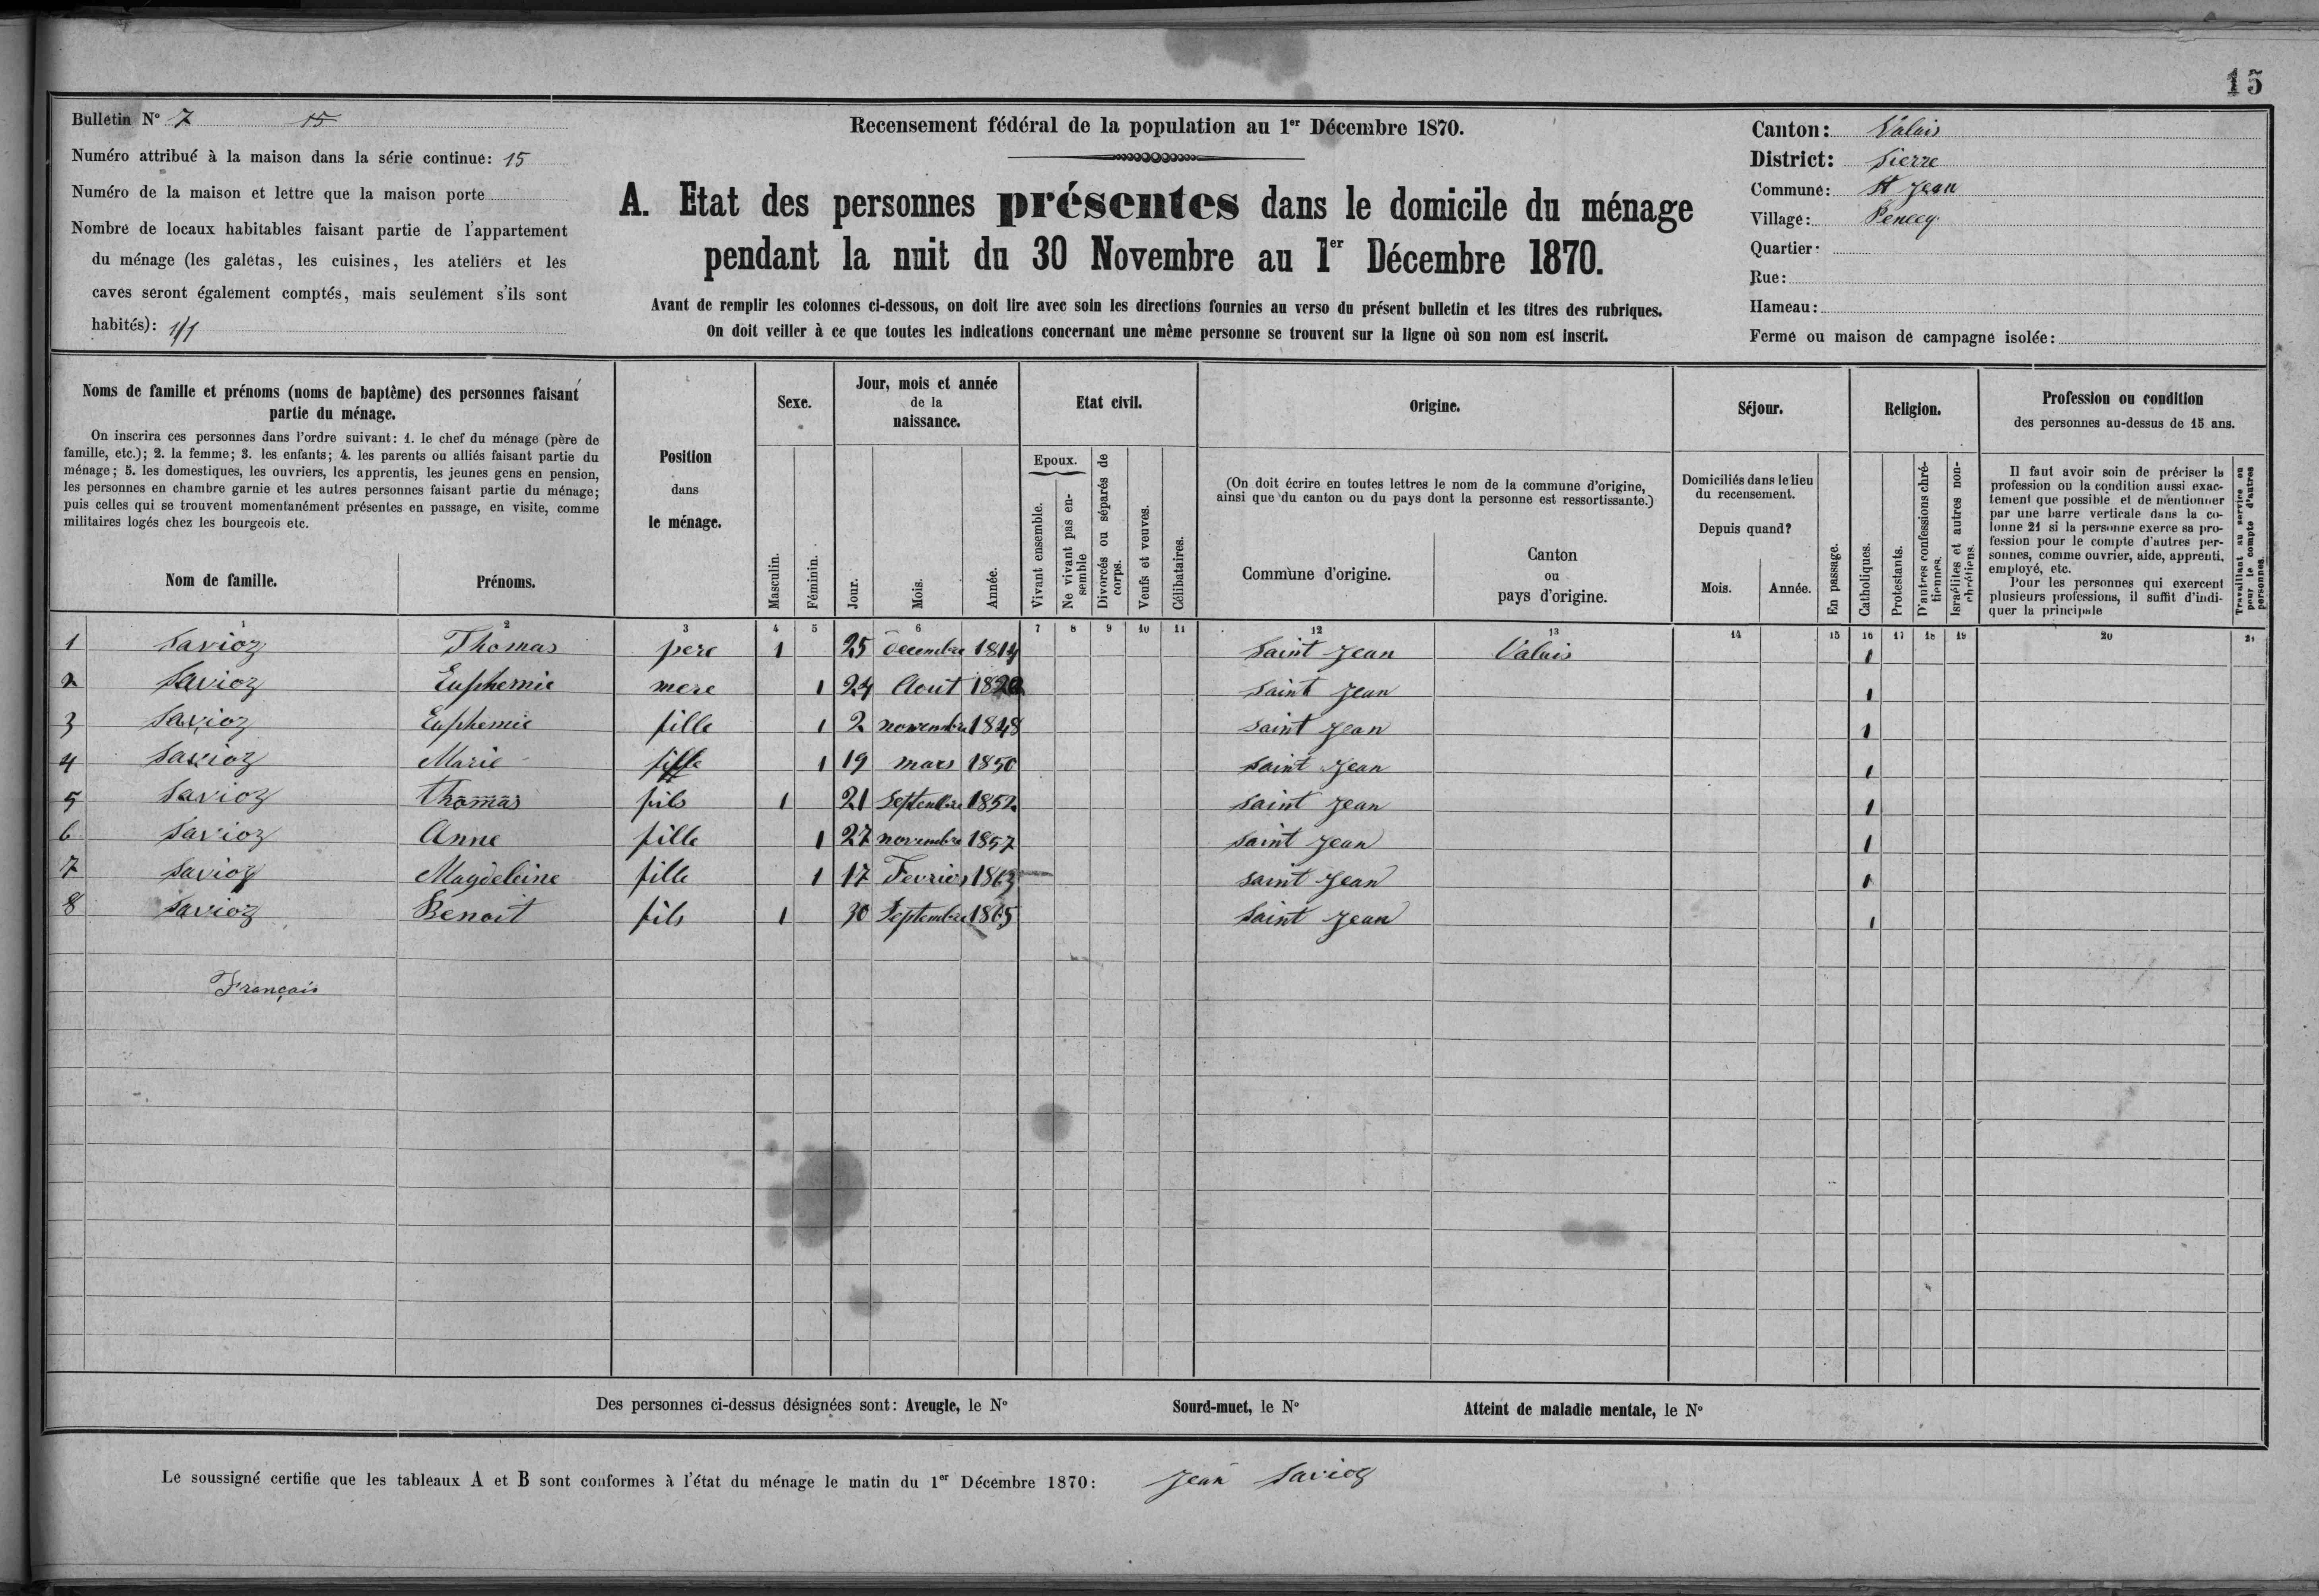 15
Bulletin Nº 7 15
Numéro attribué à la maison dans la série continue: 15
Numéro de la maison et lettre que la maison porte
Nombre de locaux habitables faisant partie de l'appartement
du ménage (les galetas, les cuisines, les ateliers et les
caves seront également comptés, mais seulement s'ils sont
habités): 1/1
Recensement fédéral de la population au 1er Décembre 1870.
A. Etat des personnes présentes dans le domicile du ménage
pendant la nuit du 30 Novembre au 1er Décembre 1870.
Avant de remplir les colonnes ci-dessous, on doit lire avec soin les directions fournies au verso du présent bulletin et les titres des rubriques.
On doit veiller à ce que toutes les indications concernant une même personne se trouvent sur la ligne où son nom est inscrit.
Canton: Valais
District: Sierre
Commune: St Jean
Village: Penecy
Quartier:
Rue:
Hameau:
Ferme ou maison de campagne isolée:
Noms de famille et prénoms (noms de baptème) des personnes faisant
partie du ménage.
On inscrira ces personnes dans l'ordre suivant: 1. le chef du ménage (père de
famille, etc.); 2. la femme; 3. les enfants; 4. les parents ou alliés faisant partie du
ménage; 5. les domestiques, les ouvriers, les apprentis, les jeunes gens en pension,
les personnes en chambre garnie et les autres personnes faisant partie du ménage;
puis celles qui se trouvent momentanément présentes en passage, en visite, comme
militaires logés chez les bourgeois etc.
Nom de famille.
Prénoms.
Position
dans
le ménage.
Sexe.
Masculin.
Féminin.
Jour, mois et année
de la
naissance.
Jour.
Mois.
Année.
Etat civil.
Epoux.
Vivant ensemble.
Ne vivant pas en-
semble
Divorcés ou séparés de
corps.
Veufs et veuves.
Célibataires.
Origine.
(On doit écrire en toutes lettres le nom de la commune d'origine,
ainsi que du canton ou du pays dont la personne est ressortissante.)
Commune d'origine.
Canton
ou
pays d'origine.
Séjour.
Domiciliés dans le lieu
du recensement.
Depuis quand?
Mois.
Année.
En passage.
Religion.
Catholiques.
Protestants.
D'autres confessions chré-
tiennes.
Israélites et autres non-
chrétiens.
Profession ou condition
des personnes au-dessus de 15 ans.
Il faut avoir soin de préciser la
profession ou la condition aussi exac-
tement que possible et de mentionner
par une barre verticale dans la co-
lonne 21 si la personne exerce sa pro-
fession pour le compte d'autres per-
sonnes, comme ouvrier, aide, apprenti,
employé, etc.
Pour les personnes qui exercent
plusieurs professions, il suffit d'indi-
quer la principale
Travaillant au service ou
pour le compte d'autres
personnes.
1 2 3 4 5 6 7 8 9 10 11 12 13 14 15 16 17 18 19 20 21
1 Savioz Thomas pere 1 25 Decembre 1814 Saint Jean Valais 1
2 Savioz Euphemie mere 1 24 Aout 1820 Saint Jean 1
3 Savioz Euphemie fille 1 2 novembre 1848 Saint Jean 1
4 Savioz Marie fille 1 19 mars 1850 Saint Jean 1
5 Savioz Thomas fils 1 21 Septembre 1852 Saint Jean 1
6 Savioz Anne fille 1 27 novembre 1857 Saint Jean 1
7 Savioz Magdeleine fille 1 17 Fevrier 1863 Saint Jean 1
8 Savioz Benoit fils 1 30 Septembre 1865 Saint Jean 1
Français
Des personnes ci-dessus désignées sont: Aveugle, le Nº Sourd-muet, le Nº Atteint de maladie mentale, le Nº
Le soussigné certifie que les tableaux A et B sont conformes à l'état du ménage le matin du 1er Décembre 1870: Jean Savioz